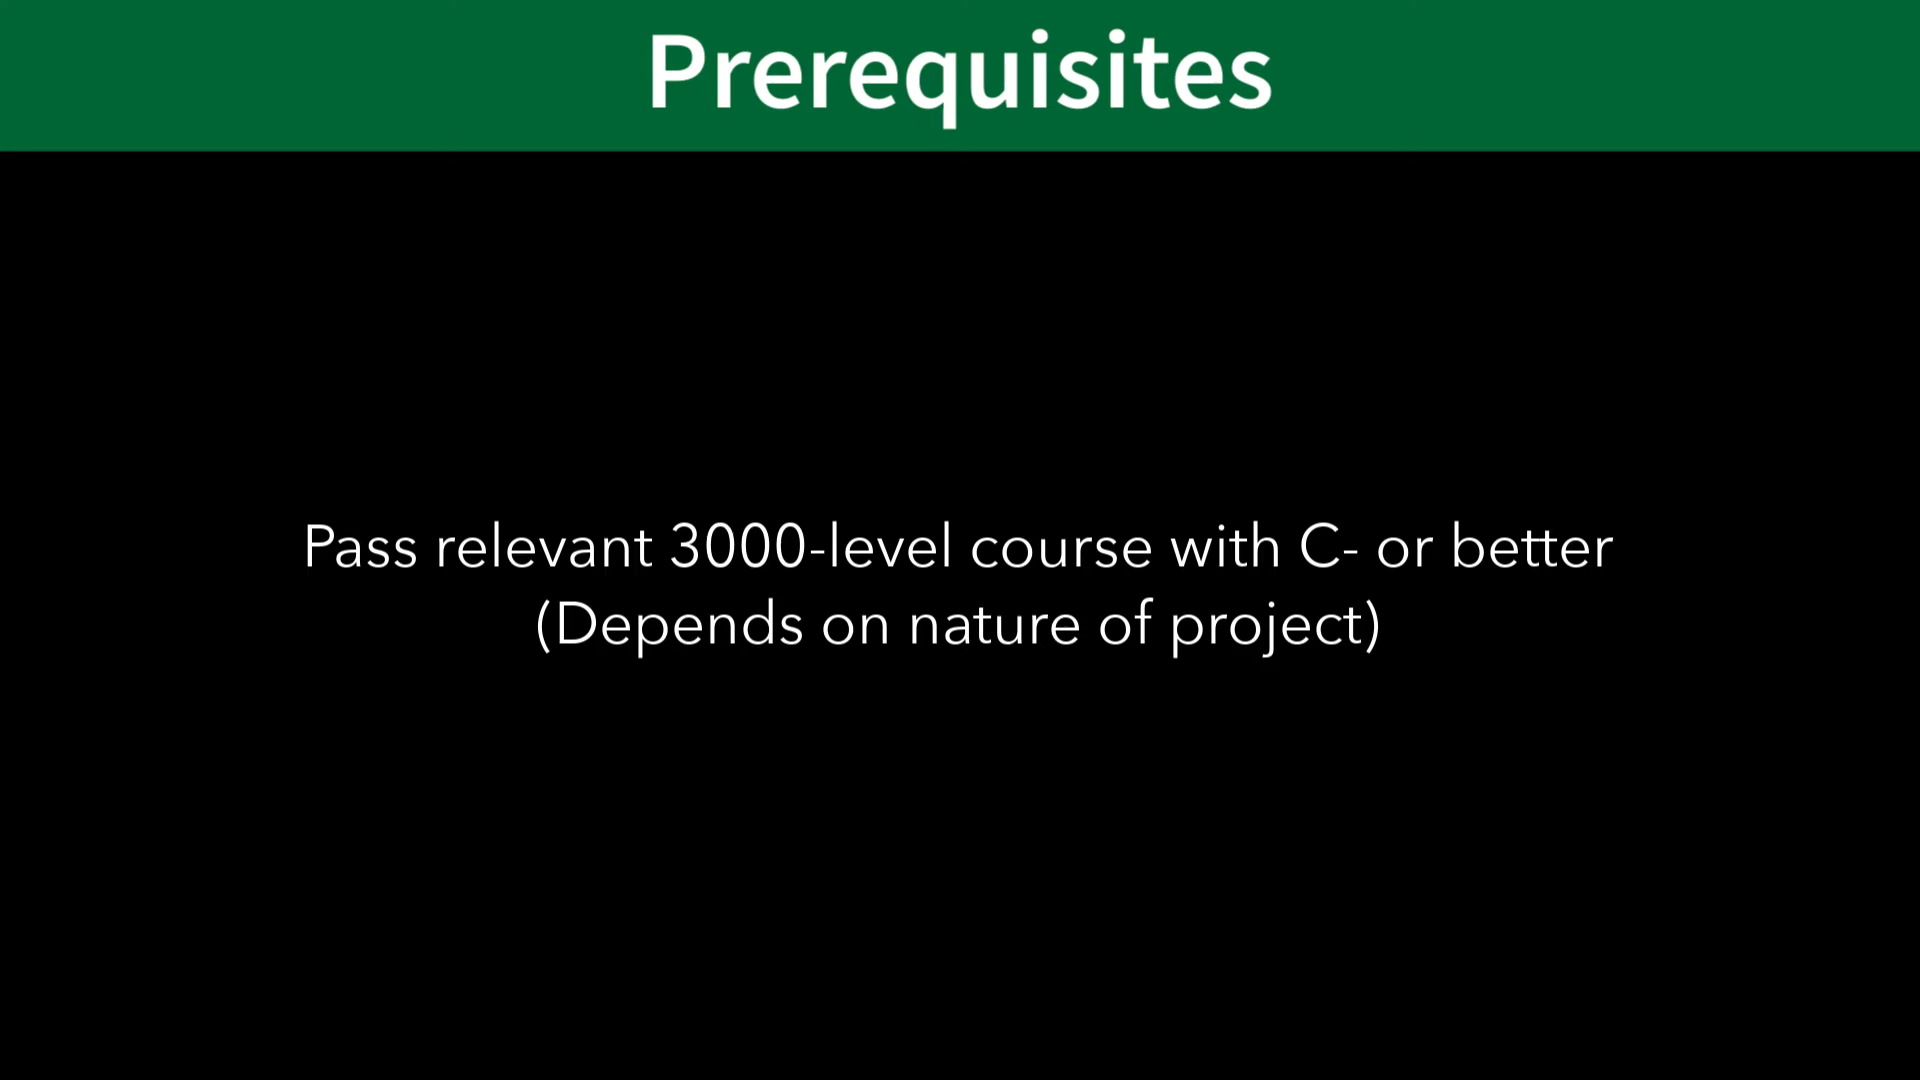 Prerequisites
Pass relevant 3000-level course with C- or better
(Depends on nature of project)